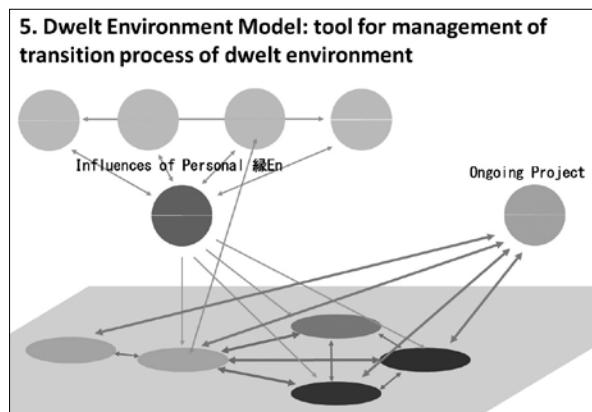 5. Dwelt Environment Model: tool for management of
transition process of dwelt environment
Influences of Personal 縁En
Ongoing Project